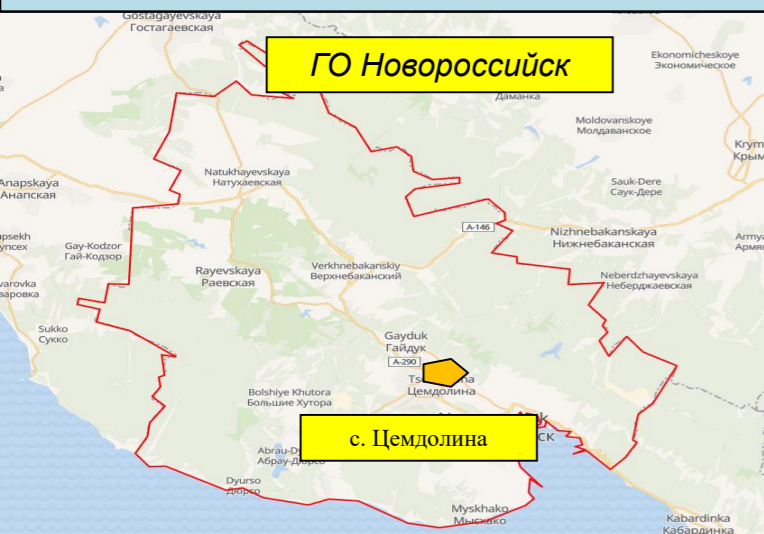 Gostagayevskaya
Гостагаевская
ГО Новороссийск
Ekonomicheskoye
Экономическое
Даманка
Moldovanskoye
Молдаванское
Krym
Крым
Natukhayevskaya
Натухаевская
Anapskaya
Анапская
Sauk-Dere
Саук-Дере
A-146
Nizhnebakanskaya
Нижнебаканская
Gay-Kodzor
Гай-Кодзор
Rayevskaya
Раевская
Verkhnebakanskiy
Верхнебаканский
Neberdzhayevskaya
Неберджаевская
Sukko
Сукко
Gayduk
Гайдук
A-290
Цемдолина
Bolshiye Khutora
Большие Хутора
с. Цемдолина
Dyurso
Дюрсо
Myskhako
Мысхако
Kabardinka
Кабардинка